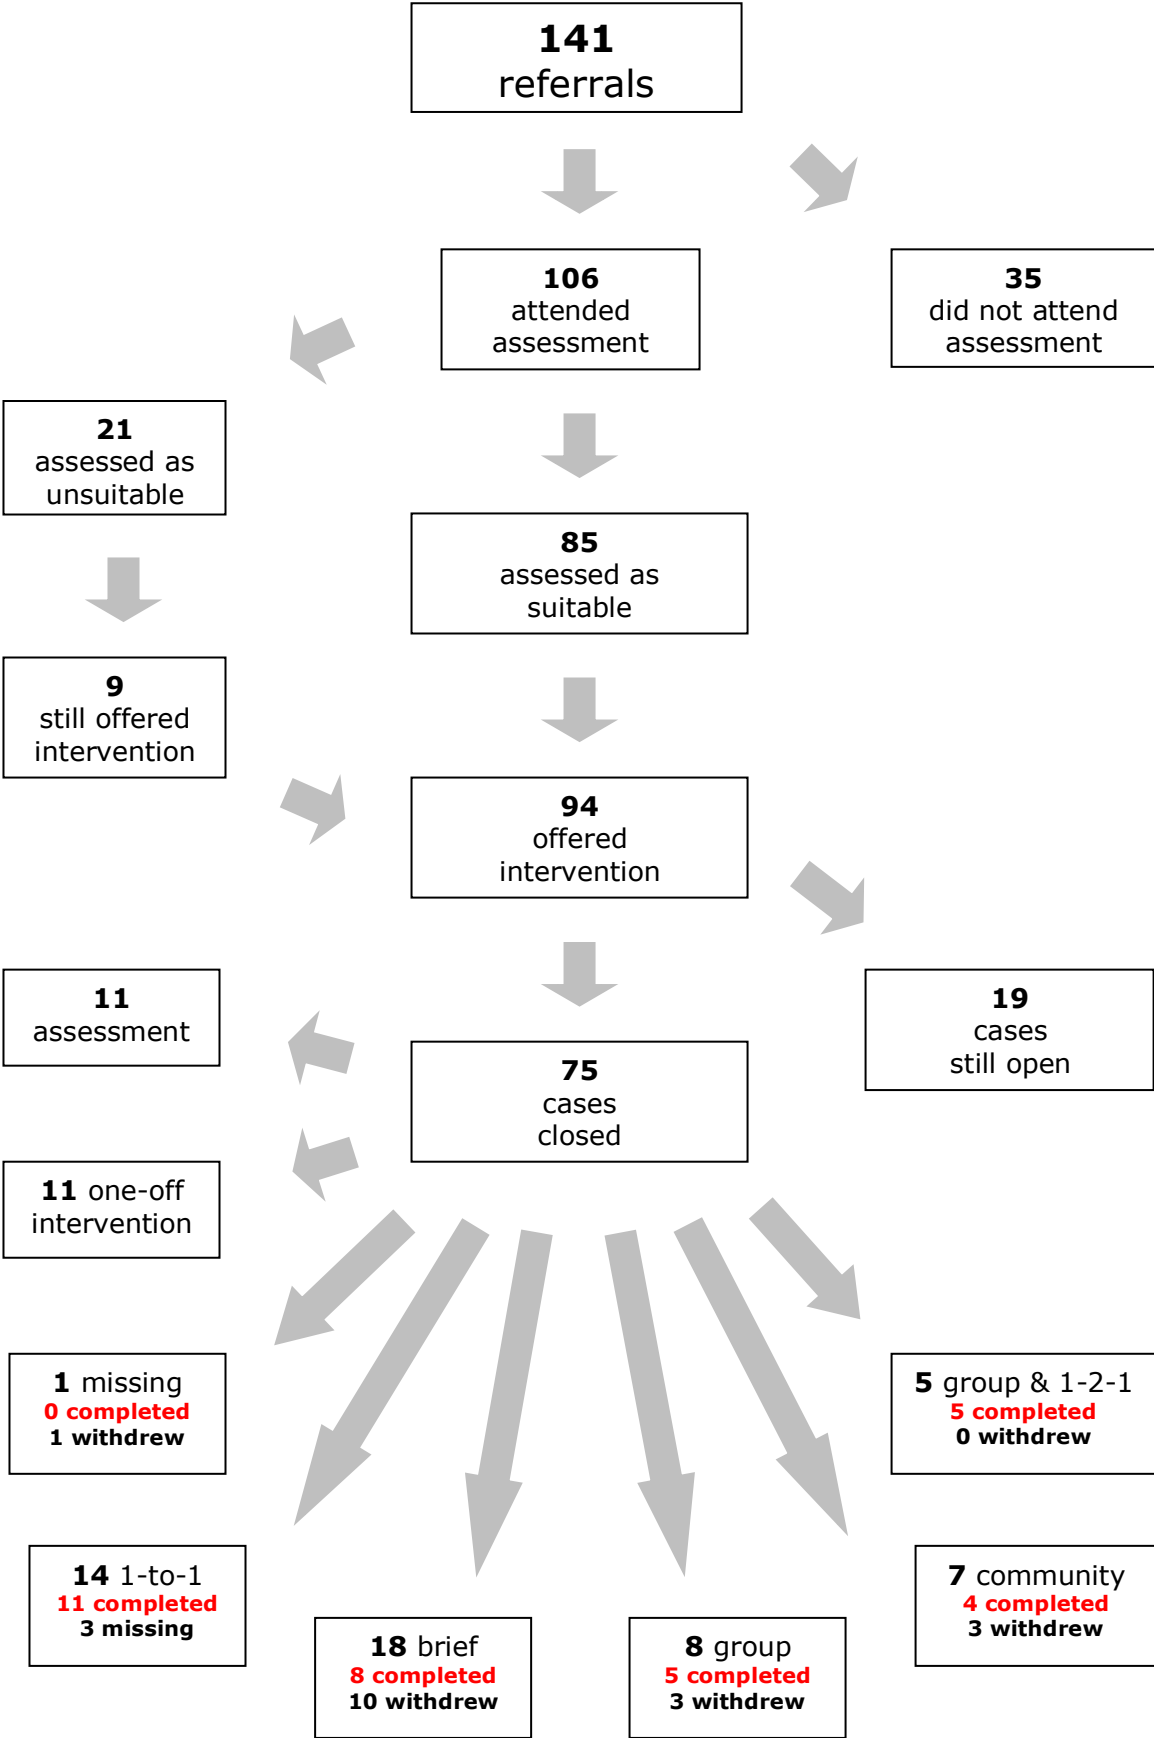 141
referrals
106
attended
assessment
35
did not attend
assessment
21
assessed as
unsuitable
85
assessed as
suitable
9
still offered
intervention
94
offered
intervention
11
assessment
19
cases
still open
75
cases
closed
11 one-off
intervention
1 missing
0 completed
1 withdrew
5 group & 1-2-1
5 completed
0 withdrew
14 1-to-1
11 completed
3 missing
7 community
4 completed
3 withdrew
18 brief
8 completed
10 withdrew
8 group
5 completed
3 withdrew